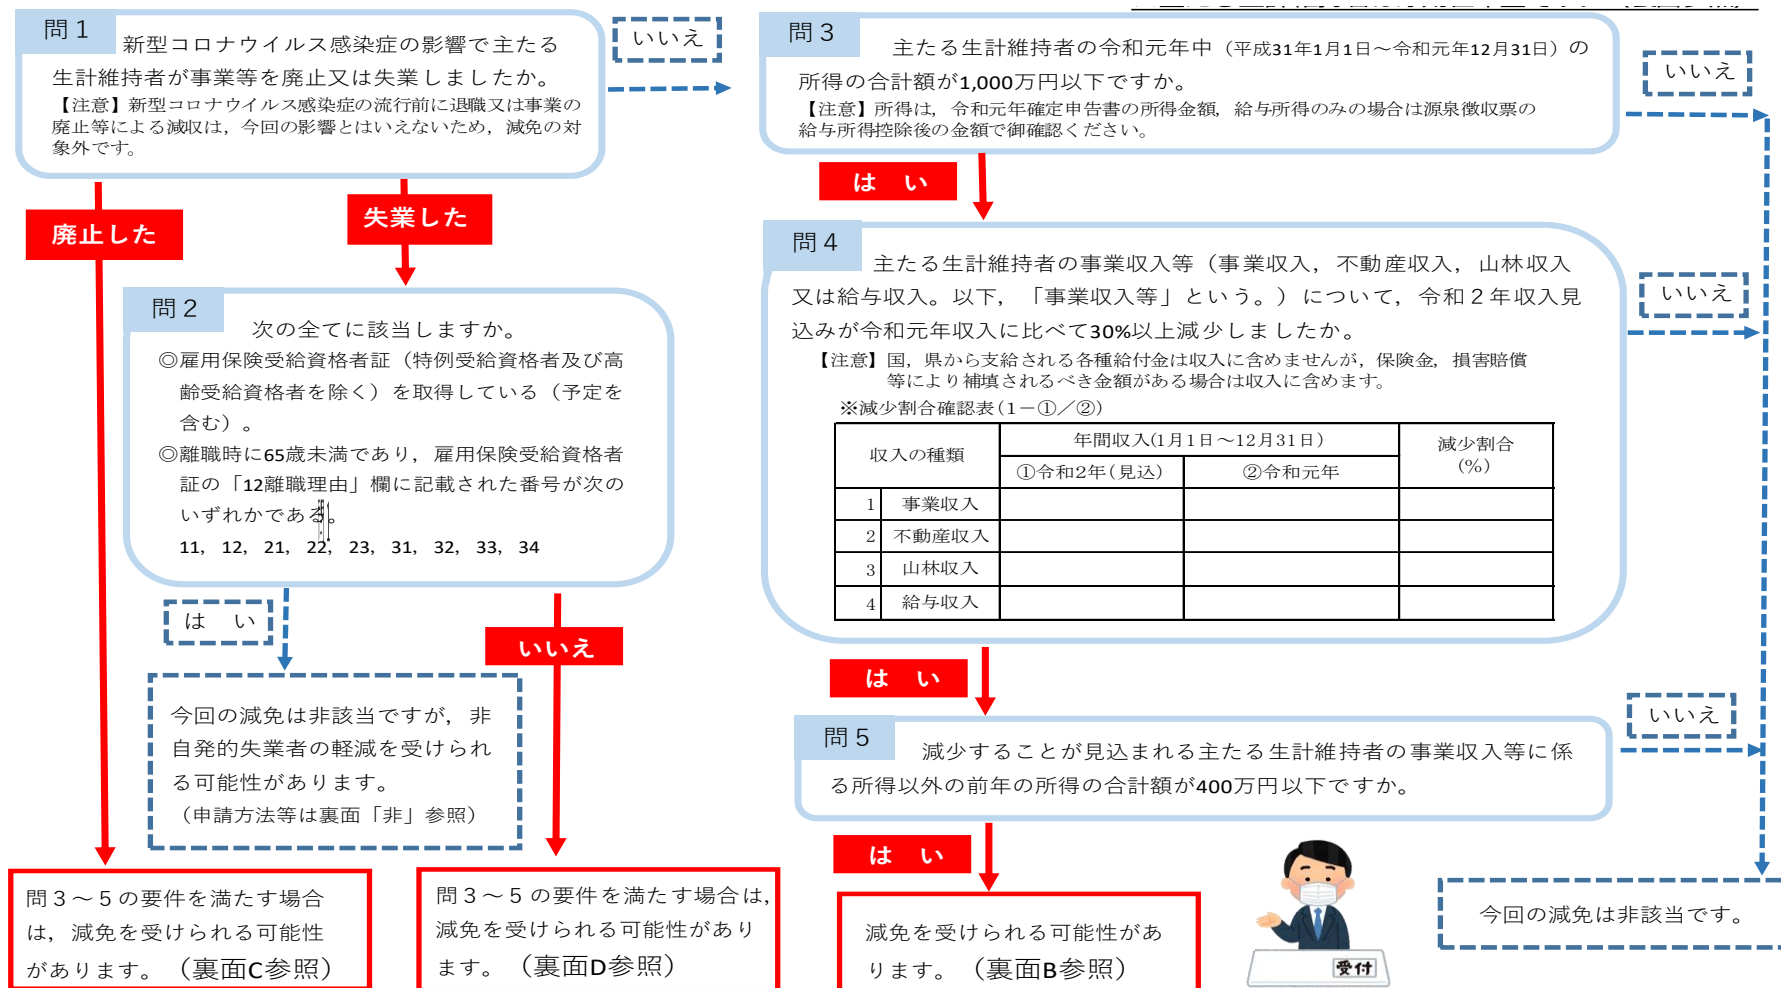 問１
新型コロナウイルス感染症の影響で主たる
生計維持者が事業等を廃止又は失業しましたか。
【注意】新型コロナウイルス感染症の流行前に退職又は事業の
廃止等による減収は，今回の影響とはいえないため，減免の対
象外です。
いいえ
廃止した
失業した
問２
次の全てに該当しますか。
◎雇用保険受給資格者証（特例受給資格者及び高
齢受給資格者を除く）を取得している（予定を
含む）。
◎離職時に65歳未満であり，雇用保険受給資格者
証の「12離職理由」欄に記載された番号が次の
いずれかである。
11，12，21，22，23，31，32，33，34
は　い
いいえ
今回の減免は非該当ですが，非
自発的失業者の軽減を受けられ
る可能性があります。
（申請方法等は裏面「非」参照）
問３～５の要件を満たす場合
は，減免を受けられる可能性
があります。（裏面C参照）
問３～５の要件を満たす場合は，
減免を受けられる可能性があり
ます。（裏面D参照）
問３
主たる生計維持者の令和元年中（平成31年1月1日～令和元年12月31日）の
所得の合計額が1,000万円以下ですか。
【注意】所得は，令和元年確定申告書の所得金額，給与所得のみの場合は源泉徴収票の
給与所得控除後の金額で御確認ください。
いいえ
は　い
問４
主たる生計維持者の事業収入等（事業収入，不動産収入，山林収入
又は給与収入。以下，「事業収入等」という。）について，令和２年収入見
込みが令和元年収入に比べて30%以上減少しましたか。
【注意】国，県から支給される各種給付金は収入に含めませんが，保険金，損害賠償
等により補填されるべき金額がある場合は収入に含めます。
※減少割合確認表(1－①／②)
収入の種類　年間収入(1月1日～12月31日)　減少割合
(%)
①令和2年(見込)　②令和元年
1　事業収入
2　不動産収入
3　山林収入
4　給与収入
いいえ
は　い
問５
減少することが見込まれる主たる生計維持者の事業収入等に係
る所得以外の前年の所得の合計額が400万円以下ですか。
いいえ
は　い
減免を受けられる可能性があ
ります。（裏面B参照）
受付
今回の減免は非該当です。